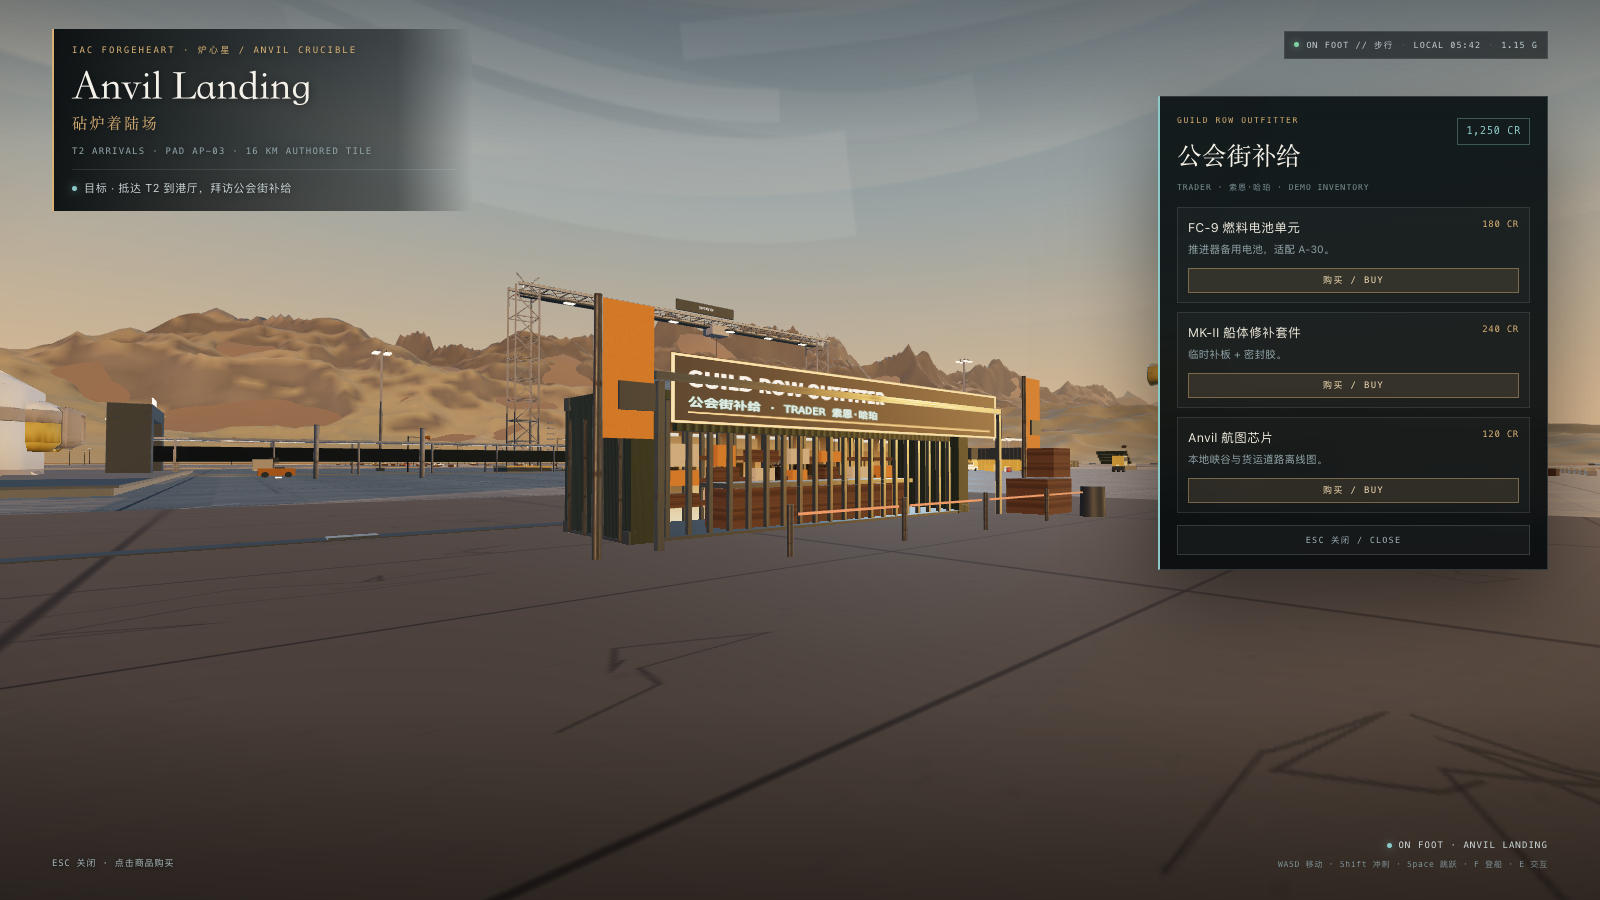 IAC FORGEHEART · 炉心星 / ANVIL CRUCIBLE
Anvil Landing
砧炉着陆场
T2 ARRIVALS · PAD AP-03 · 16 KM AUTHORED TILE
目标 · 抵达 T2 到港厅，拜访公会街补给
ON FOOT // 步行 · LOCAL 05:42 · 1.15 G
GUILD ROW OUTFITTER
1,250 CR
公会街补给
TRADER · 索恩·哈珀 · DEMO INVENTORY
FC-9 燃料电池单元
180 CR
推进器备用电池，适配 A-30。
购买 / BUY
MK-II 船体修补套件
240 CR
临时补板 + 密封胶。
购买 / BUY
Anvil 航图芯片
120 CR
本地峡谷与货运道路离线图。
购买 / BUY
ESC 关闭 / CLOSE
GUILD ROW OUTFITTER
公会街补给 · TRADER 索恩·哈珀
ESC 关闭 · 点击商品购买
ON FOOT · ANVIL LANDING
WASD 移动 · Shift 冲刺 · Space 跳跃 · F 登船 · E 交互